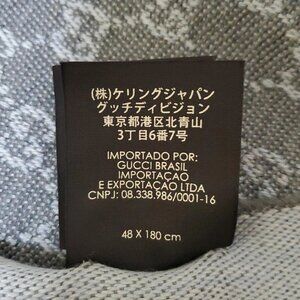 (株)ケリングジャパン
グッチディビジョン
東京都港区北青山
3丁目6番7号
IMPORTADO POR:
GUCCI BRASIL
IMPORTAÇAO
E EXPORTAÇAO LTDA
CNPJ: 08.338.986/0001-16
48 X 180 cm